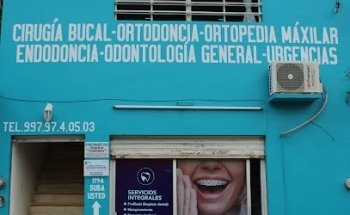 CIRUGÍA BUCAL-ORTODONCIA-ORTOPEDIA MÁXILAR
ENDODONCIA-ODONTOLOGÍA GENERAL-URGENCIAS
TEL.997.97.4.05.03
SUBA
USTED
SERVICIOS
INTEGRALES